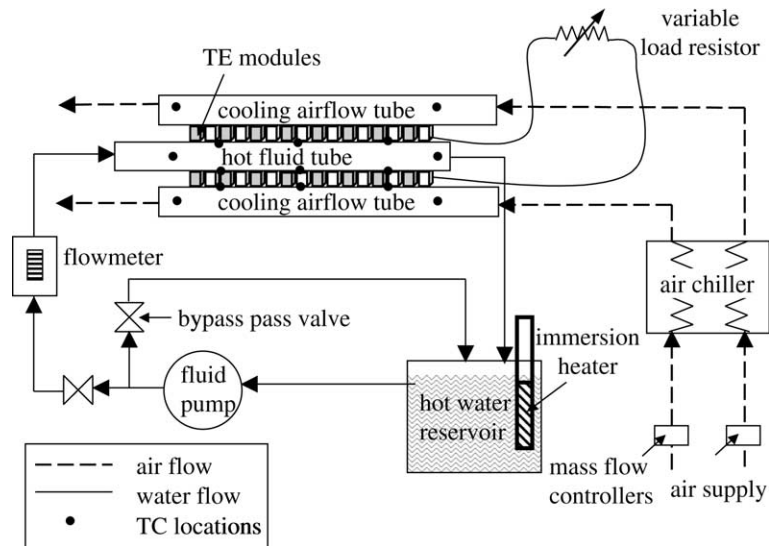 variable
load resistor
TE modules
cooling airflow tube
hot fluid tube
cooling airflow tube
flowmeter
air chiller
bypass pass valve
immersion
heater
fluid
pump
hot water
reservoir
mass flow
controllers
air supply
air flow
water flow
TC locations